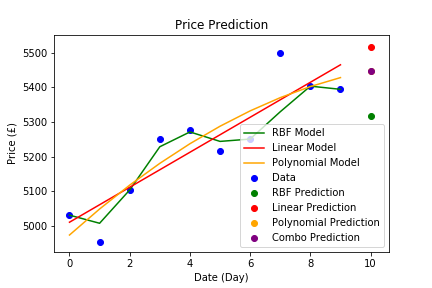 Price Prediction
Price (£)
5500
5400
5300
5200
5100
5000
RBF Model
Linear Model
Polynomial Model
Data
RBF Prediction
Linear Prediction
Polynomial Prediction
Combo Prediction
0
2
4
6
8
10
Date (Day)